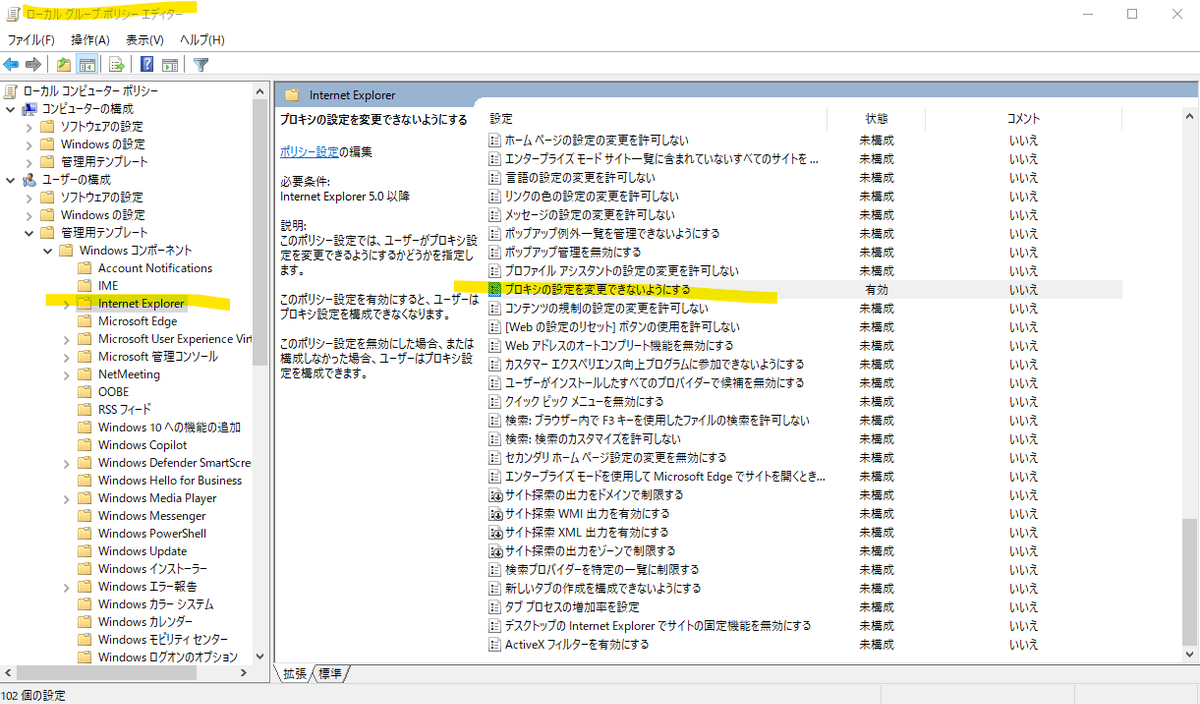 ローカル グループ ポリシー エディター
ファイル(F) 操作(A) 表示(V) ヘルプ(H)
ローカル コンピューター ポリシー
コンピューターの構成
ソフトウェアの設定
Windows の設定
管理用テンプレート
ユーザーの構成
ソフトウェアの設定
Windows の設定
管理用テンプレート
Windows コンポーネント
Account Notifications
IME
Internet Explorer
Microsoft Edge
Microsoft User Experience Virt
Microsoft 管理コンソール
NetMeeting
OOBE
RSS フィード
Windows 10 への機能の追加
Windows Copilot
Windows Defender SmartScre
Windows Hello for Business
Windows Media Player
Windows Messenger
Windows PowerShell
Windows Update
Windows インストーラー
Windows エラー報告
Windows カラー システム
Windows カレンダー
Windows モビリティ センター
Windows ログオンのオプション
Internet Explorer
プロキシの設定を変更できないようにする
ポリシー設定の編集
必要条件:
Internet Explorer 5.0 以降
説明:
このポリシー設定では、ユーザーがプロキシ設
定を変更できるようにするかどうかを指定し
ます。
このポリシー設定を有効にすると、ユーザーは
プロキシ設定を構成できなくなります。
このポリシー設定を無効にした場合、または
構成しなかった場合、ユーザーはプロキシ設
定を構成できます。
設定 状態 コメント
ホーム ページの設定の変更を許可しない 未構成 いいえ
エンタープライズ モード サイト一覧に含まれていないすべてのサイトを ... 未構成 いいえ
言語の設定の変更を許可しない 未構成 いいえ
リンクの色の設定の変更を許可しない 未構成 いいえ
メッセージの設定の変更を許可しない 未構成 いいえ
ポップアップ例外一覧を管理できないようにする 未構成 いいえ
ポップアップ管理を無効にする 未構成 いいえ
プロファイル アシスタントの設定の変更を許可しない 未構成 いいえ
プロキシの設定を変更できないようにする 有効 いいえ
コンテンツの規制の設定の変更を許可しない 未構成 いいえ
[Web の設定のリセット] ボタンの使用を許可しない 未構成 いいえ
Web アドレスのオートコンプリート機能を無効にする 未構成 いいえ
カスタマー エクスペリエンス向上プログラムに参加できないようにする 未構成 いいえ
ユーザーがインストールしたすべてのプロバイダーで候補を無効にする 未構成 いいえ
クイック ピック メニューを無効にする 未構成 いいえ
検索: ブラウザー内で F3 キーを使用したファイルの検索を許可しない 未構成 いいえ
検索: 検索のカスタマイズを許可しない 未構成 いいえ
セカンダリ ホーム ページ設定の変更を無効にする 未構成 いいえ
エンタープライズ モードを使用して Microsoft Edge でサイトを開くとき... 未構成 いいえ
サイト探索の出力をドメインで制限する 未構成 いいえ
サイト探索 WMI 出力を有効にする 未構成 いいえ
サイト探索 XML 出力を有効にする 未構成 いいえ
サイト探索の出力をゾーンで制限する 未構成 いいえ
検索プロバイダーを特定の一覧に制限する 未構成 いいえ
新しいタブの作成を構成できないようにする 未構成 いいえ
タブ プロセスの増加率を設定 未構成 いいえ
デスクトップの Internet Explorer でサイトの固定機能を無効にする 未構成 いいえ
ActiveX フィルターを有効にする 未構成 いいえ
拡張 標準
102 個の設定